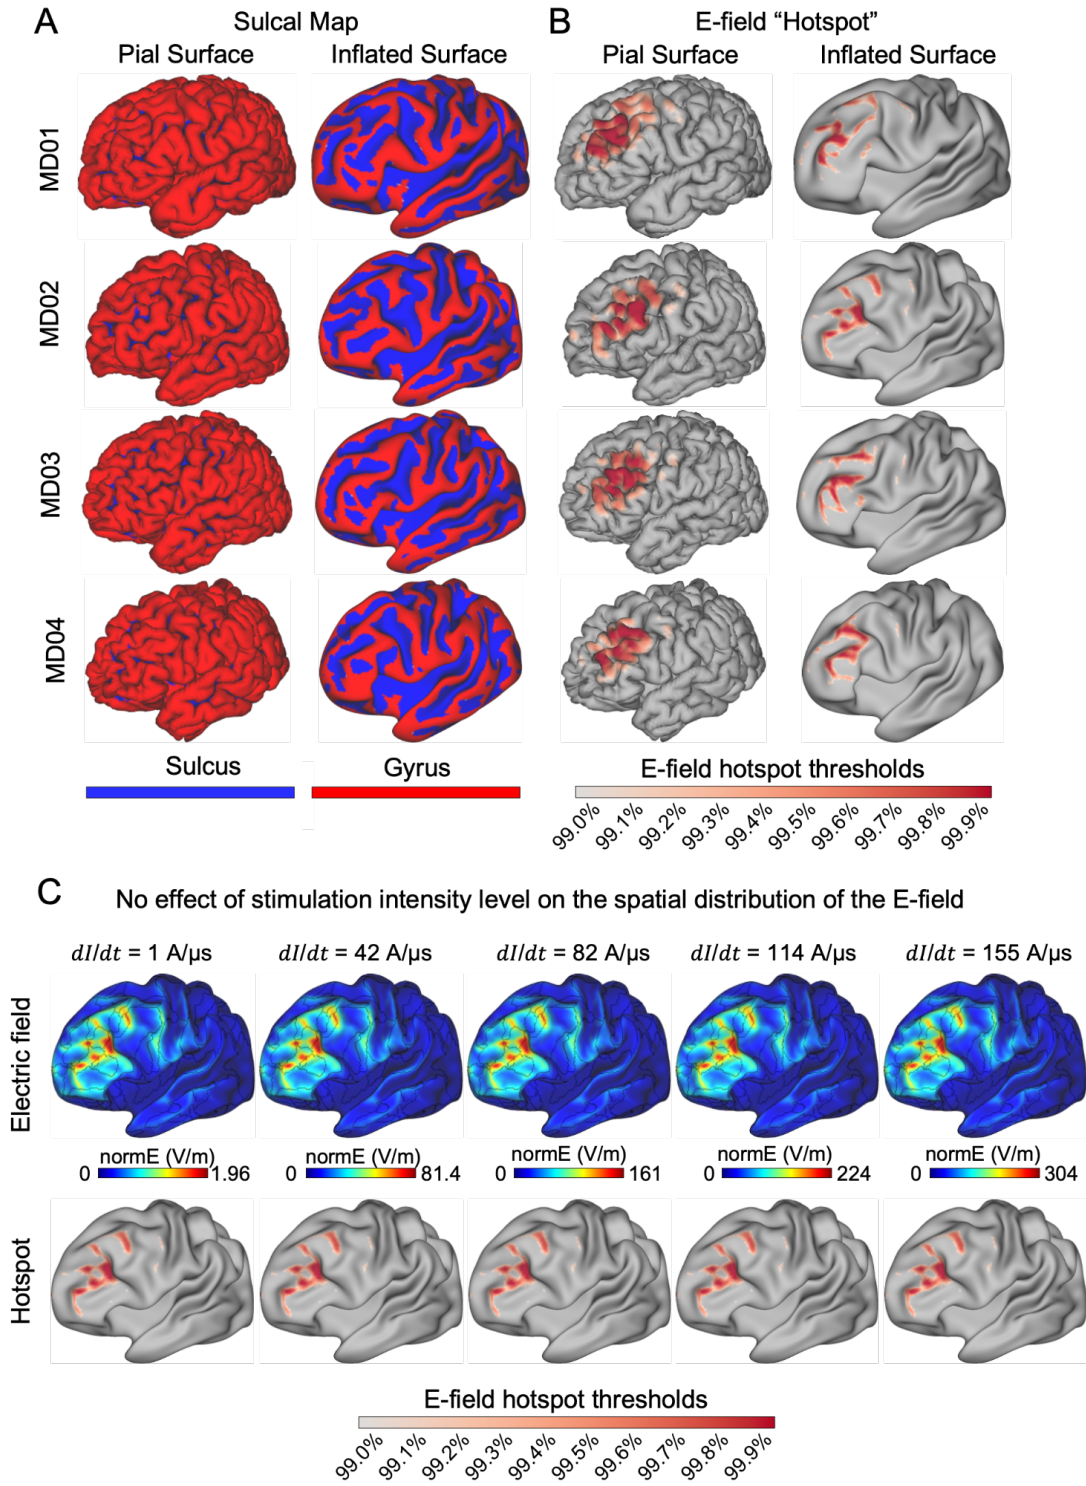 A
Sulcal Map
Pial Surface
Inflated Surface
MD01
MD02
MD03
MD04
Sulcus
Gyrus
B
E-field “Hotspot”
Pial Surface
Inflated Surface
E-field hotspot thresholds
99.0% 99.1% 99.2% 99.3% 99.4% 99.5% 99.6% 99.7% 99.8% 99.9%
C
No effect of stimulation intensity level on the spatial distribution of the E-field
dI/dt = 1 A/µs
dI/dt = 42 A/µs
dI/dt = 82 A/µs
dI/dt = 114 A/µs
dI/dt = 155 A/µs
Electric field
normE (V/m)
0 1.96
normE (V/m)
0 81.4
normE (V/m)
0 161
normE (V/m)
0 224
normE (V/m)
0 304
Hotspot
E-field hotspot thresholds
99.0% 99.1% 99.2% 99.3% 99.4% 99.5% 99.6% 99.7% 99.8% 99.9%